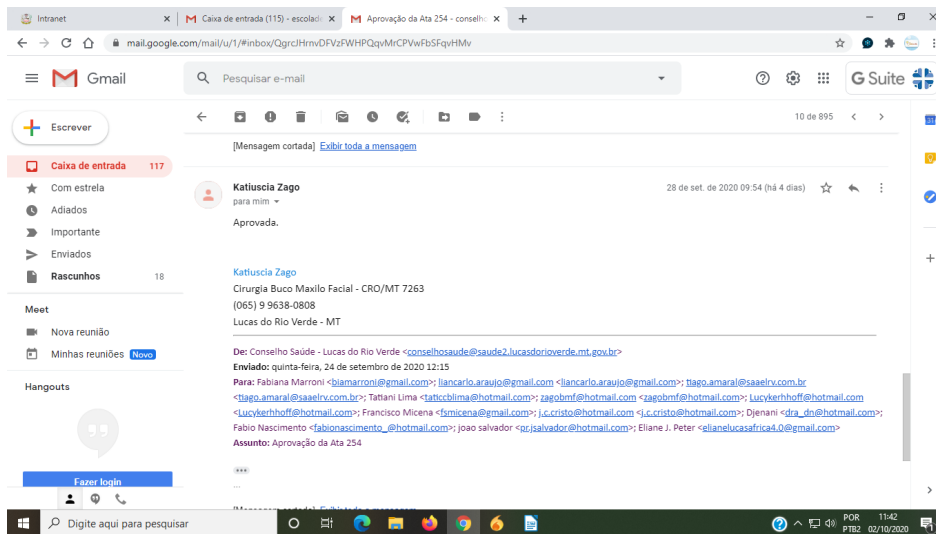 Intranet
Caixa de entrada (115) - escolad
Aprovação da Ata 254 - conselho
mail.google.com/mail/u/1/#inbox/QgrcJHrnvDFVzFWHPQqvMrCPVwFbSFqvHMv
Gmail
Pesquisar e-mail
G Suite
Escrever
10 de 895
[Mensagem cortada] Exibir toda a mensagem
Caixa de entrada 117
Com estrela
Adiados
Importante
Enviados
Rascunhos 18
Meet
Nova reunião
Minhas reuniões Novo
Hangouts
Fazer login
Katiuscia Zago
28 de set. de 2020 09:54 (há 4 dias)
para mim
Aprovada.
Katiuscia Zago
Cirurgia Buco Maxilo Facial - CRO/MT 7263
(065) 9 9638-0808
Lucas do Rio Verde - MT
De: Conselho Saúde - Lucas do Rio Verde <conselhosaude@saude2.lucasdorioverde.mt.gov.br>
Enviado: quinta-feira, 24 de setembro de 2020 12:15
Para: Fabiana Marroni <biamarroni@gmail.com>; liancarlo.araujo@gmail.com <liancarlo.araujo@gmail.com>; tiago.amaral@saaelrv.com.br
<tiago.amaral@saaelrv.com.br>; Tatiani Lima <taticcblima@hotmail.com>; zagobmf@hotmail.com <zagobmf@hotmail.com>; Lucykerhhoff@hotmail.com
<Lucykerhhoff@hotmail.com>; Francisco Micena <fsmicena@gmail.com>; j.c.cristo@hotmail.com <j.c.cristo@hotmail.com>; Djenani <dra_dn@hotmail.com>;
Fabio Nascimento <fabionascimento_@hotmail.com>; joao salvador <pr.jsalvador@hotmail.com>; Eliane J. Peter <elianelucasafrica4.0@gmail.com>
Assunto: Aprovação da Ata 254
...
Digite aqui para pesquisar
POR 11:42
PTB2 02/10/2020